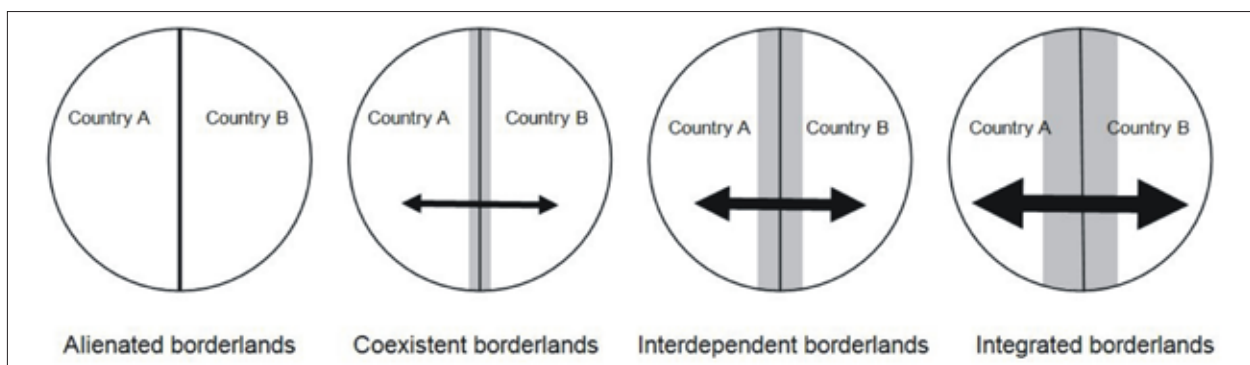 Country A
Country B
Country A
Country B
Country A
Country B
Country A
Country B
Alienated borderlands
Coexistent borderlands
Interdependent borderlands
Integrated borderlands